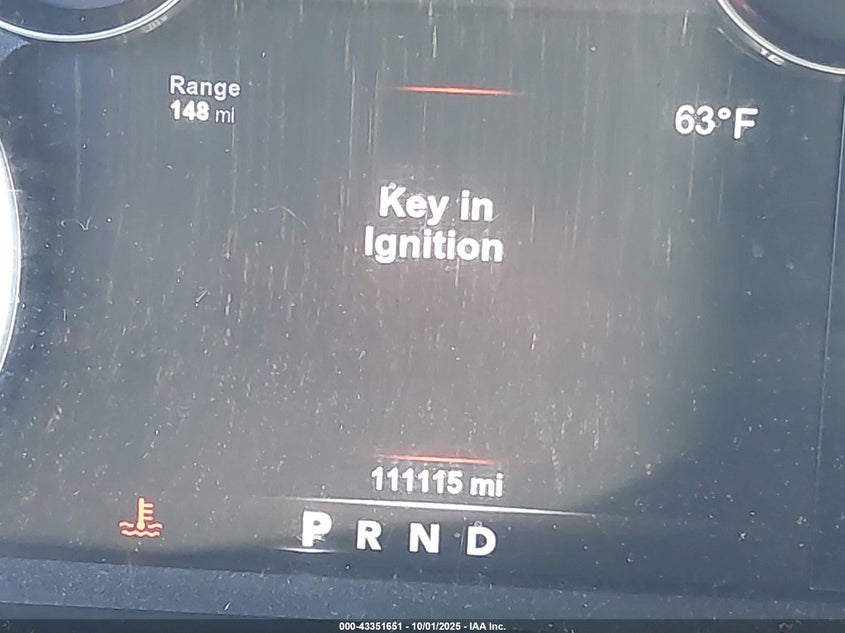 Range
148 mi
63°F
Key in
Ignition
111115 mi
P R N D
000-43351651 - 10/01/2025 - IAA Inc.